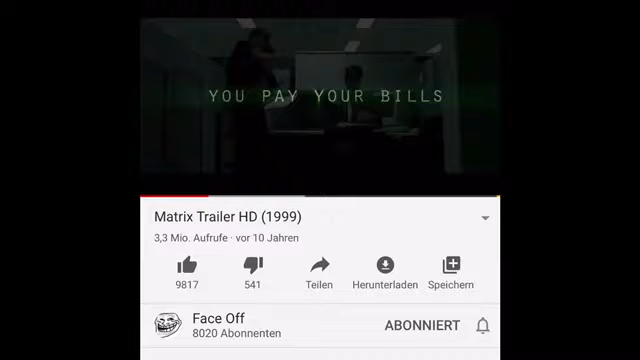 YOU PAY YOUR BILLS
Matrix Trailer HD (1999)
3,3 Mio. Aufrufe · vor 10 Jahren
9817
541
Teilen
Herunterladen
Speichern
Face Off
8020 Abonnenten
ABONNIERT